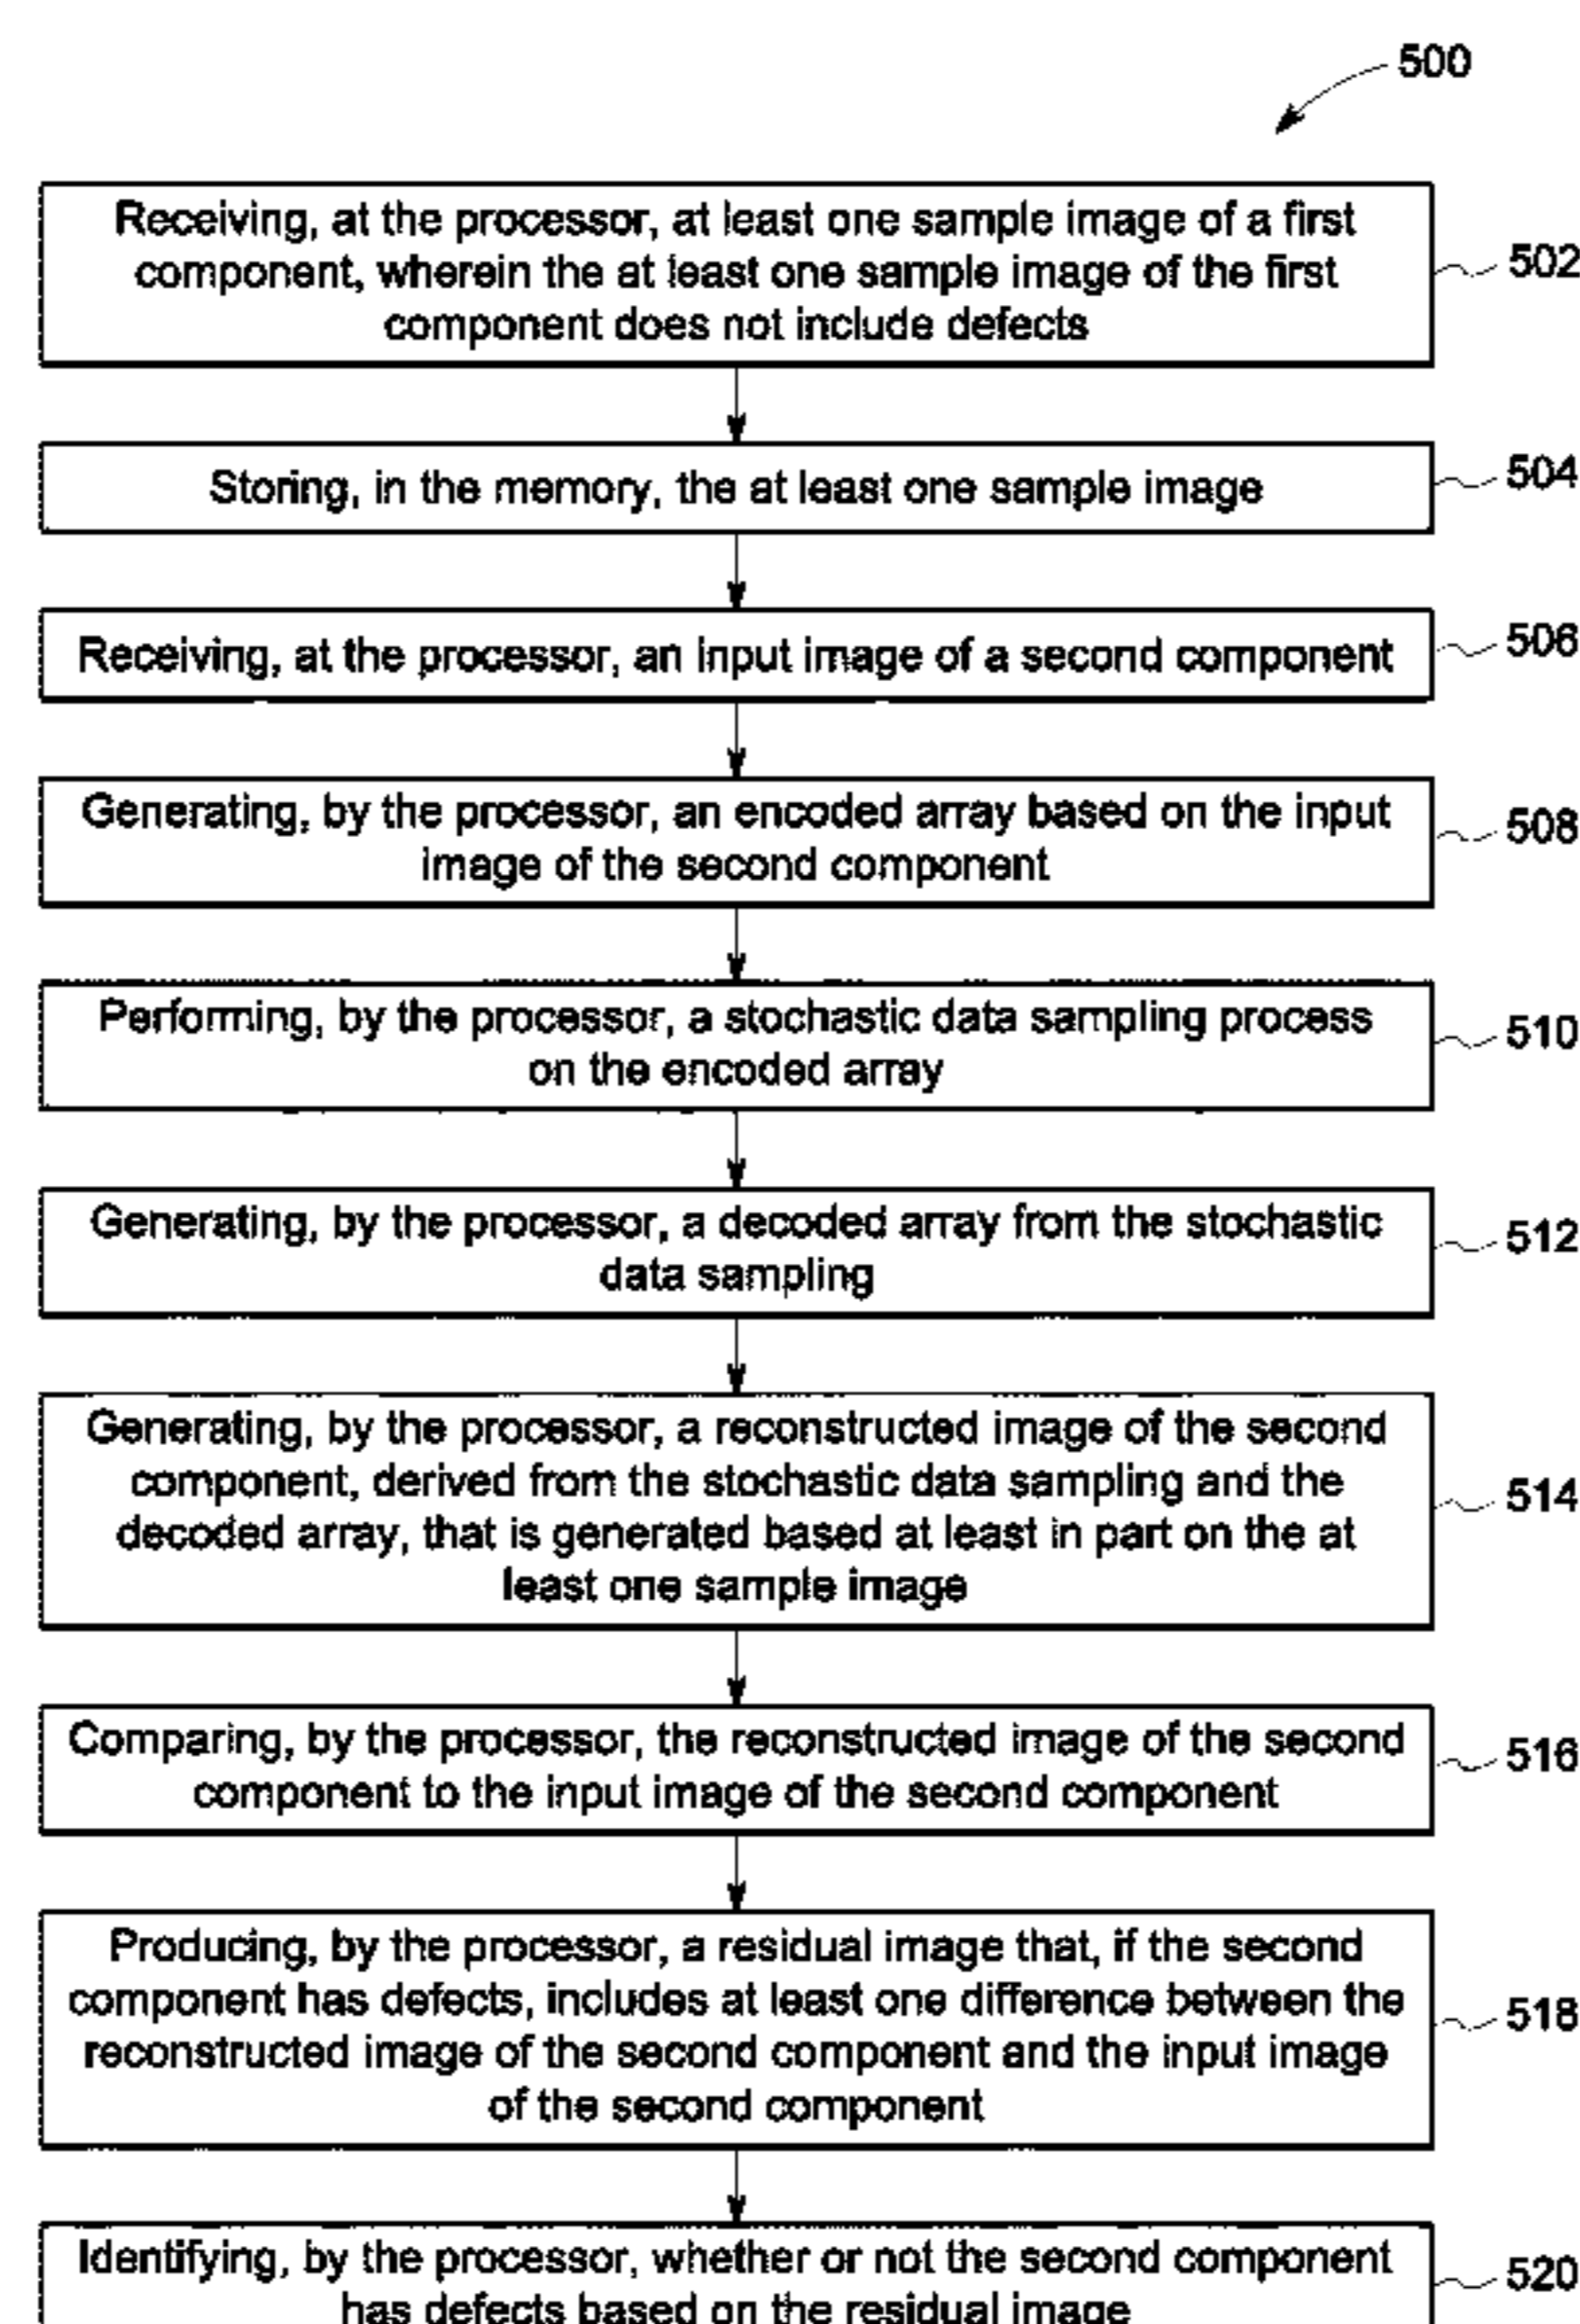 500
Receiving, at the processor, at least one sample image of a first
component, wherein the at least one sample image of the first
component does not include defects
502
Storing, in the memory, the at least one sample image
504
Receiving, at the processor, an input image of a second component
506
Generating, by the processor, an encoded array based on the input
image of the second component
508
Performing, by the processor, a stochastic data sampling process
on the encoded array
510
Generating, by the processor, a decoded array from the stochastic
data sampling
512
Generating, by the processor, a reconstructed image of the second
component, derived from the stochastic data sampling and the
decoded array, that is generated based at least in part on the at
least one sample image
514
Comparing, by the processor, the reconstructed image of the second
component to the input image of the second component
516
Producing, by the processor, a residual image that, if the second
component has defects, includes at least one difference between the
reconstructed image of the second component and the input image
of the second component
518
Identifying, by the processor, whether or not the second component
has defects based on the residual image
520